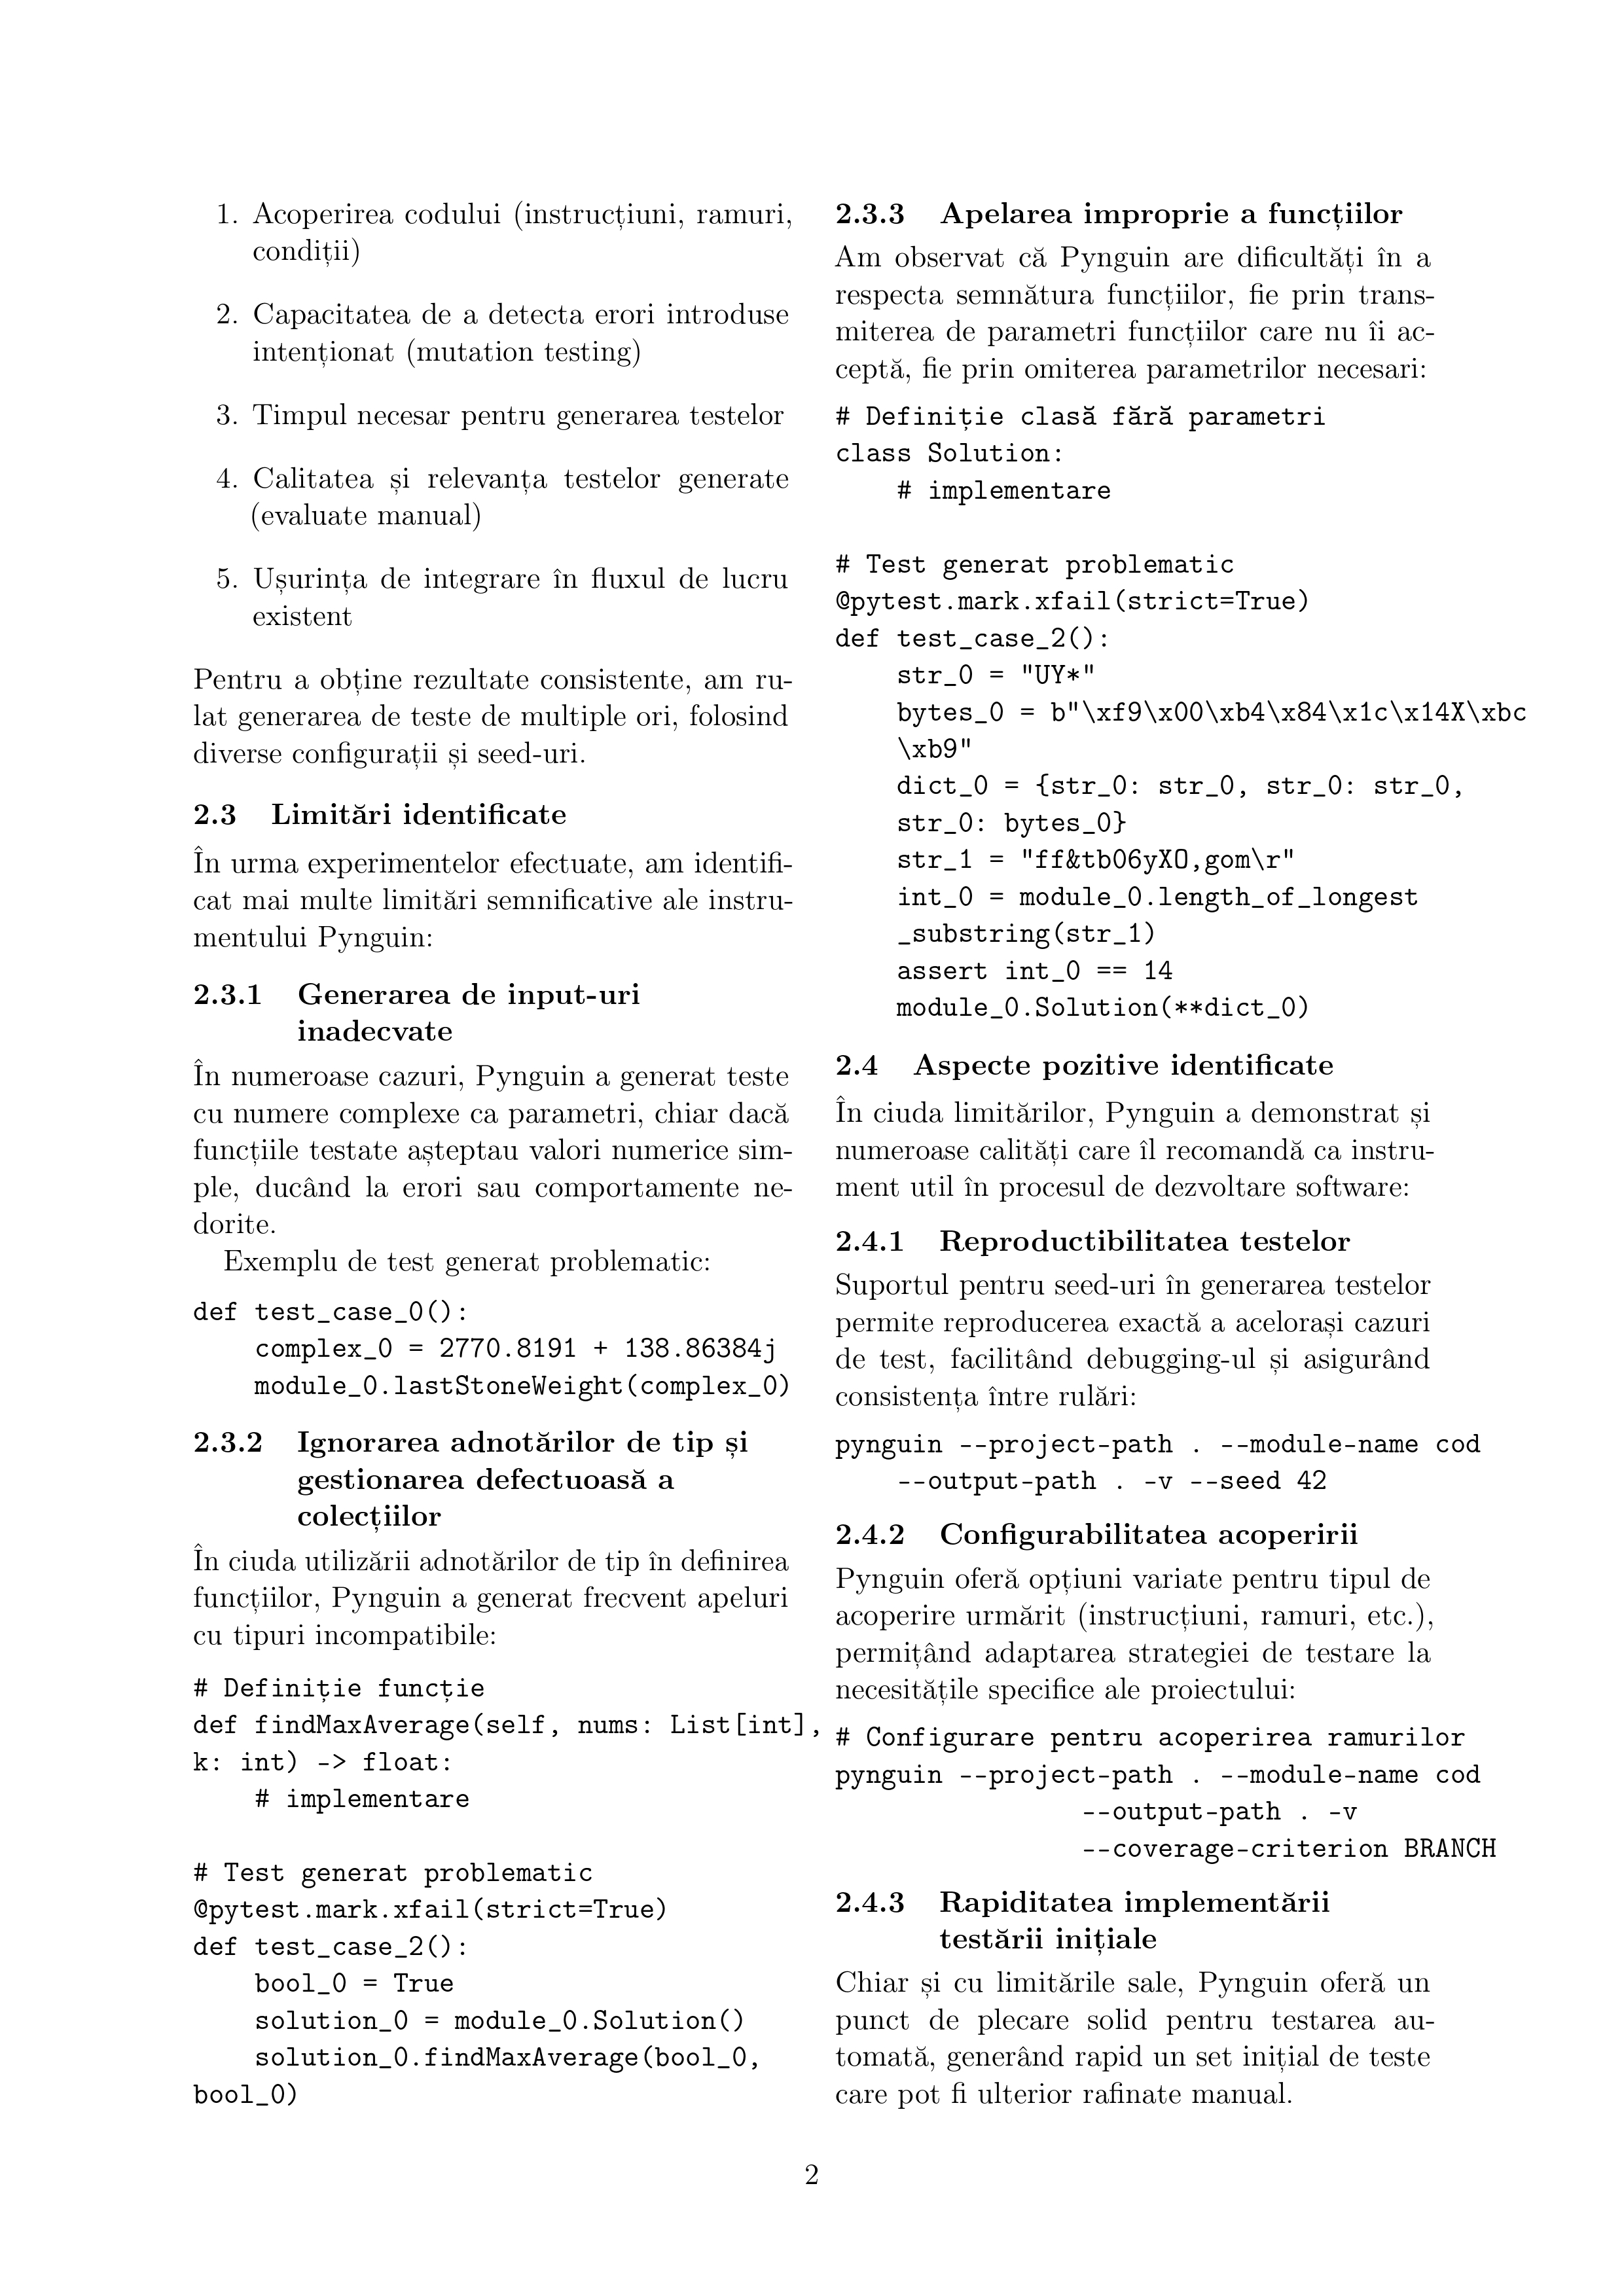 1. Acoperirea codului (instrucțiuni, ramuri,
condiții)
2. Capacitatea de a detecta erori introduse
intenționat (mutation testing)
3. Timpul necesar pentru generarea testelor
4. Calitatea și relevanța testelor generate
(evaluate manual)
5. Ușurința de integrare în fluxul de lucru
existent
Pentru a obține rezultate consistente, am ru-
lat generarea de teste de multiple ori, folosind
diverse configurații și seed-uri.
2.3 Limitări identificate
În urma experimentelor efectuate, am identifi-
cat mai multe limitări semnificative ale instru-
mentului Pynguin:
2.3.1 Generarea de input-uri
inadecvate
În numeroase cazuri, Pynguin a generat teste
cu numere complexe ca parametri, chiar dacă
funcțiile testate așteptau valori numerice sim-
ple, ducând la erori sau comportamente ne-
dorite.
Exemplu de test generat problematic:
def test_case_0():
    complex_0 = 2770.8191 + 138.86384j
    module_0.lastStoneWeight(complex_0)
2.3.2 Ignorarea adnotărilor de tip și
gestionarea defectuoasă a
colecțiilor
În ciuda utilizării adnotărilor de tip în definirea
funcțiilor, Pynguin a generat frecvent apeluri
cu tipuri incompatibile:
# Definiție funcție
def findMaxAverage(self, nums: List[int],
k: int) -> float:
    # implementare
# Test generat problematic
@pytest.mark.xfail(strict=True)
def test_case_2():
    bool_0 = True
    solution_0 = module_0.Solution()
    solution_0.findMaxAverage(bool_0,
bool_0)
2.3.3 Apelarea improprie a funcțiilor
Am observat că Pynguin are dificultăți în a
respecta semnătura funcțiilor, fie prin trans-
miterea de parametri funcțiilor care nu îi ac-
ceptă, fie prin omiterea parametrilor necesari:
# Definiție clasă fără parametri
class Solution:
    # implementare
# Test generat problematic
@pytest.mark.xfail(strict=True)
def test_case_2():
    str_0 = "UY*"
    bytes_0 = b"\xf9\x00\xb4\x84\x1c\x14X\xbc
    \xb9"
    dict_0 = {str_0: str_0, str_0: str_0,
    str_0: bytes_0}
    str_1 = "ff&tb06yXO,gom\r"
    int_0 = module_0.length_of_longest
    _substring(str_1)
    assert int_0 == 14
    module_0.Solution(**dict_0)
2.4 Aspecte pozitive identificate
În ciuda limitărilor, Pynguin a demonstrat și
numeroase calități care îl recomandă ca instru-
ment util în procesul de dezvoltare software:
2.4.1 Reproductibilitatea testelor
Suportul pentru seed-uri în generarea testelor
permite reproducerea exactă a acelorași cazuri
de test, facilitând debugging-ul și asigurând
consistența între rulări:
pynguin --project-path . --module-name cod
    --output-path . -v --seed 42
2.4.2 Configurabilitatea acoperirii
Pynguin oferă opțiuni variate pentru tipul de
acoperire urmărit (instrucțiuni, ramuri, etc.),
permițând adaptarea strategiei de testare la
necesitățile specifice ale proiectului:
# Configurare pentru acoperirea ramurilor
pynguin --project-path . --module-name cod
                --output-path . -v
                --coverage-criterion BRANCH
2.4.3 Rapiditatea implementării
testării inițiale
Chiar și cu limitările sale, Pynguin oferă un
punct de plecare solid pentru testarea au-
tomată, generând rapid un set inițial de teste
care pot fi ulterior rafinate manual.
2